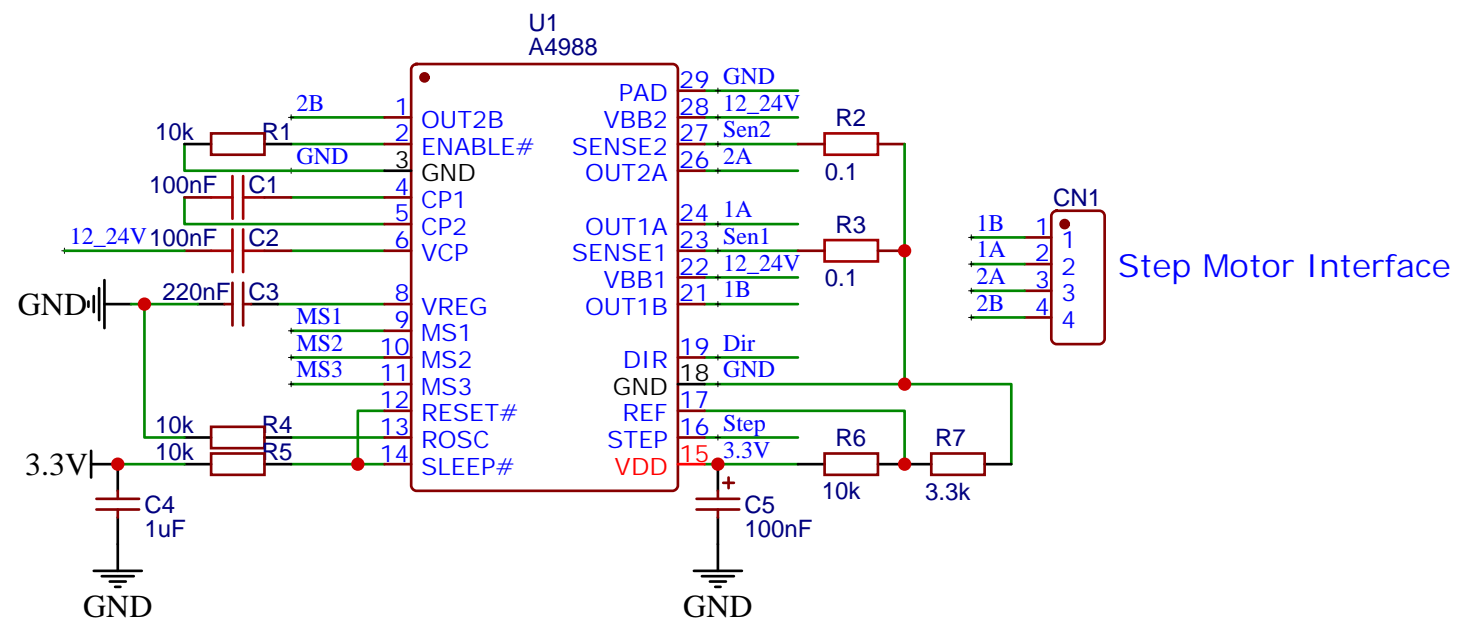 U1
A4988
2B
1
OUT2B
10k
R1
2
ENABLE#
GND
3
GND
100nF
C1
4
CP1
5
CP2
12_24V
100nF
C2
6
VCP
GND
220nF
C3
8
VREG
MS1
9
MS1
MS2
10
MS2
MS3
11
MS3
12
RESET#
10k
R4
13
ROSC
3.3V
10k
R5
14
SLEEP#
C4
1uF
GND
PAD
29
GND
VBB2
28
12_24V
SENSE2
27
Sen2
R2
0.1
OUT2A
26
2A
OUT1A
24
1A
SENSE1
23
Sen1
R3
0.1
VBB1
22
12_24V
OUT1B
21
1B
DIR
19
Dir
GND
18
GND
REF
17
STEP
16
Step
VDD
15
3.3V
R6
10k
R7
3.3k
+
C5
100nF
GND
CN1
1B
1
1
1A
2
2
2A
3
3
2B
4
4
Step Motor Interface